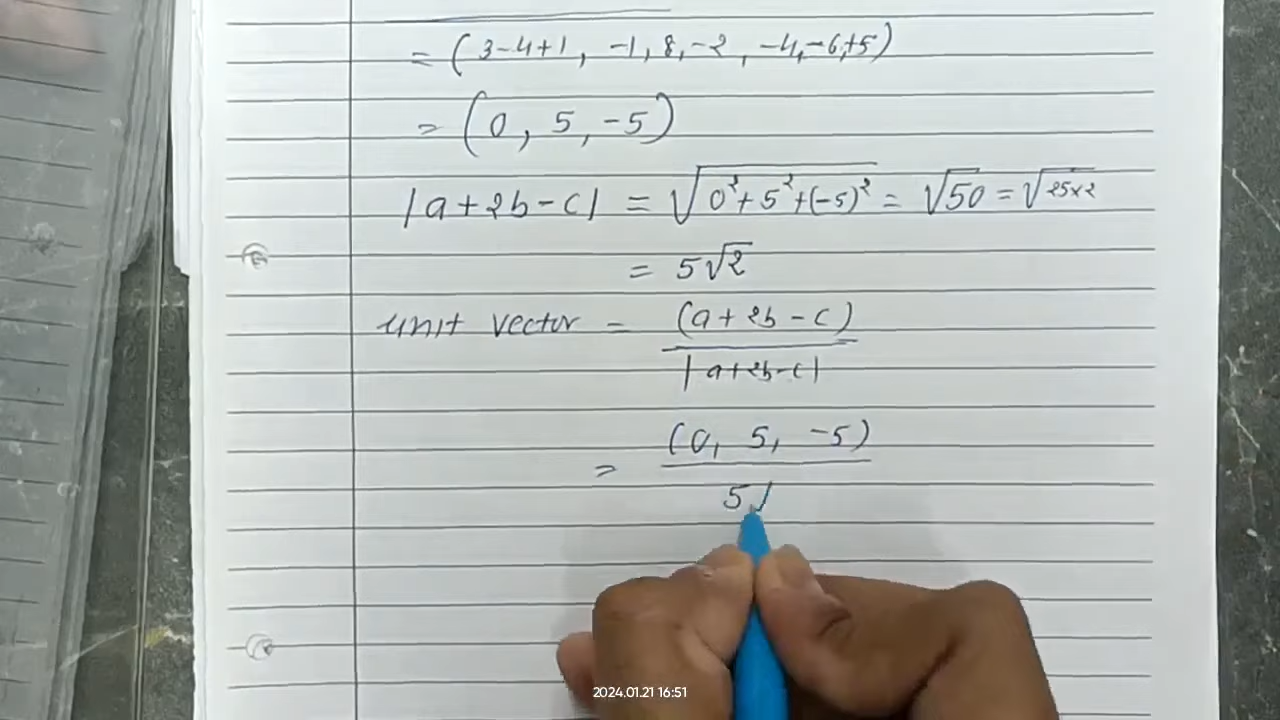 = (3-4+1, -1, 8, -2, -4, -6, +5)
= (0, 5, -5)
|a+2b-c| = √0²+5²+(-5)² = √50 = √25×2
= 5√2
unit vector = (a+2b-c)
|a+2b-c|
= (0, 5, -5)
5√
2024.01.21 16:51